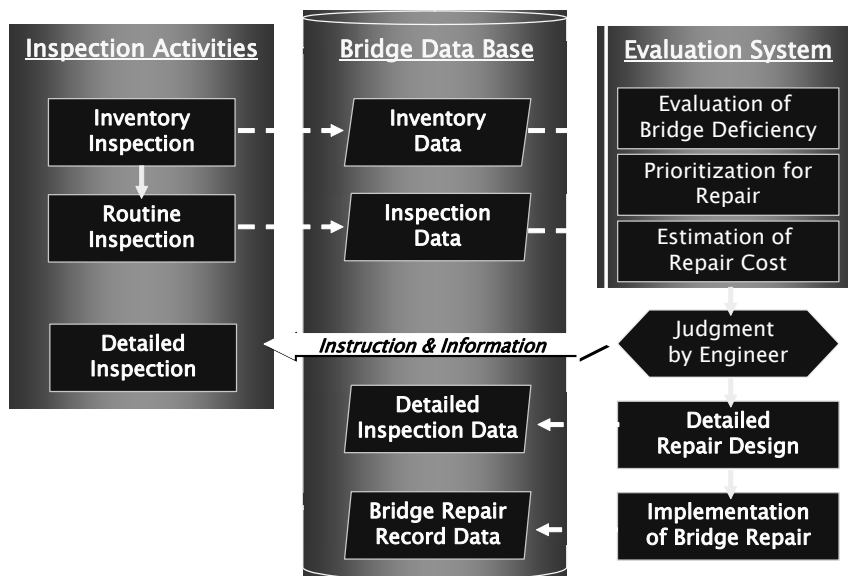 Inspection Activities
Inventory
Inspection
Routine
Inspection
Detailed
Inspection
Bridge Data Base
Inventory
Data
Inspection
Data
Instruction & Information
Detailed
Inspection Data
Bridge Repair
Record Data
Evaluation System
Evaluation of
Bridge Deficiency
Prioritization for
Repair
Estimation of
Repair Cost
Judgment
by Engineer
Detailed
Repair Design
Implementation
of Bridge Repair